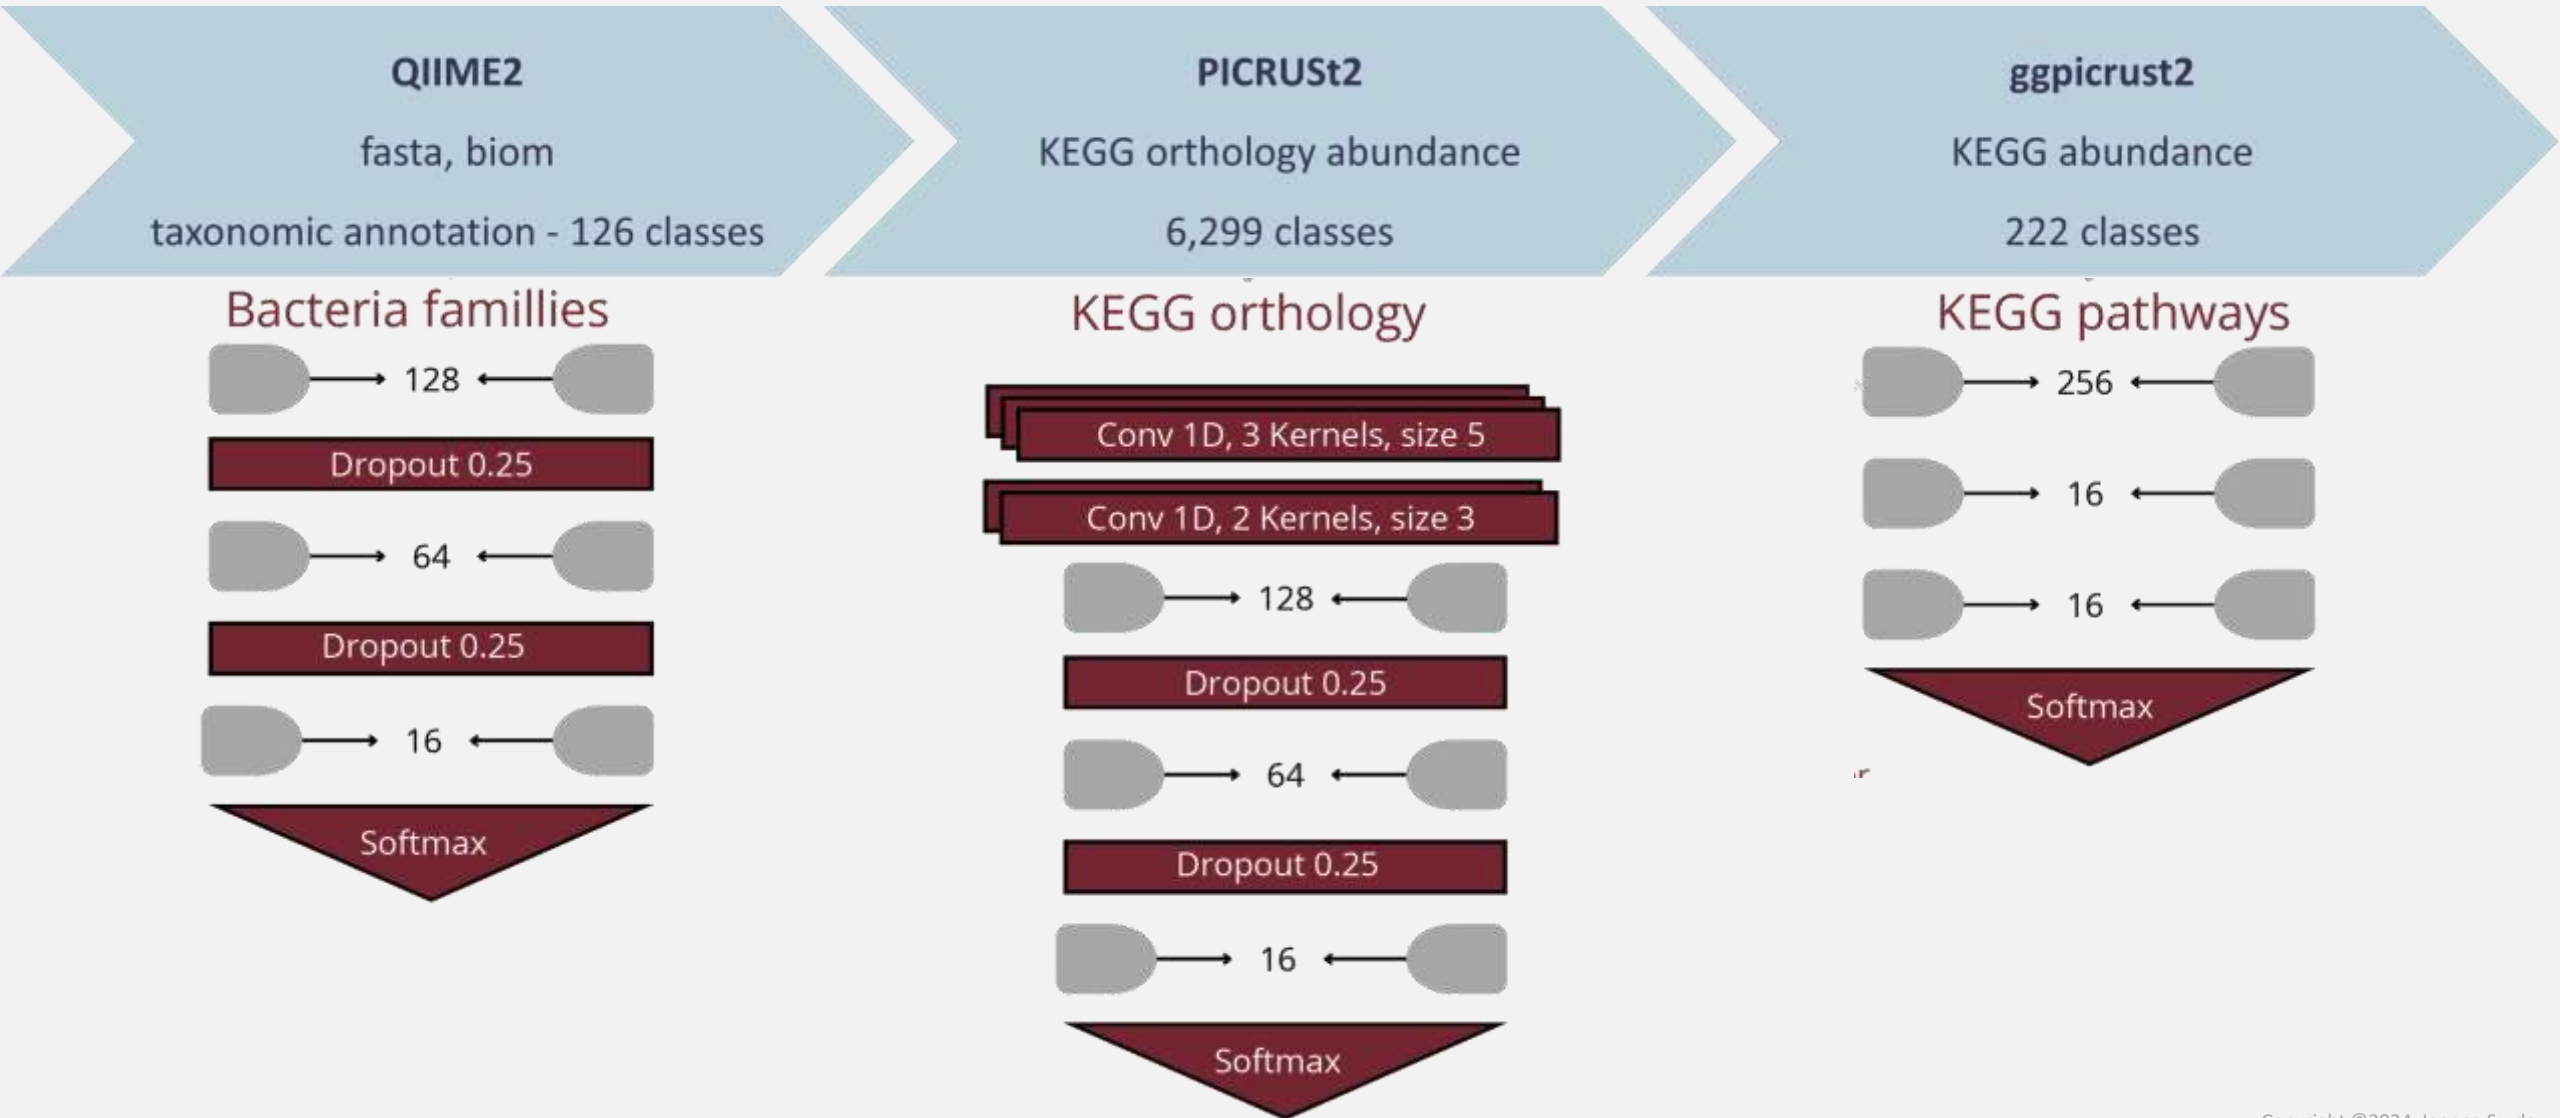 QIIME2
fasta, biom
taxonomic annotation - 126 classes
PICRUSt2
KEGG orthology abundance
6,299 classes
ggpicrust2
KEGG abundance
222 classes
Bacteria famillies
128
Dropout 0.25
64
Dropout 0.25
16
Softmax
KEGG orthology
Conv 1D, 3 Kernels, size 5
Conv 1D, 2 Kernels, size 3
128
Dropout 0.25
64
Dropout 0.25
16
Softmax
KEGG pathways
256
16
16
Softmax